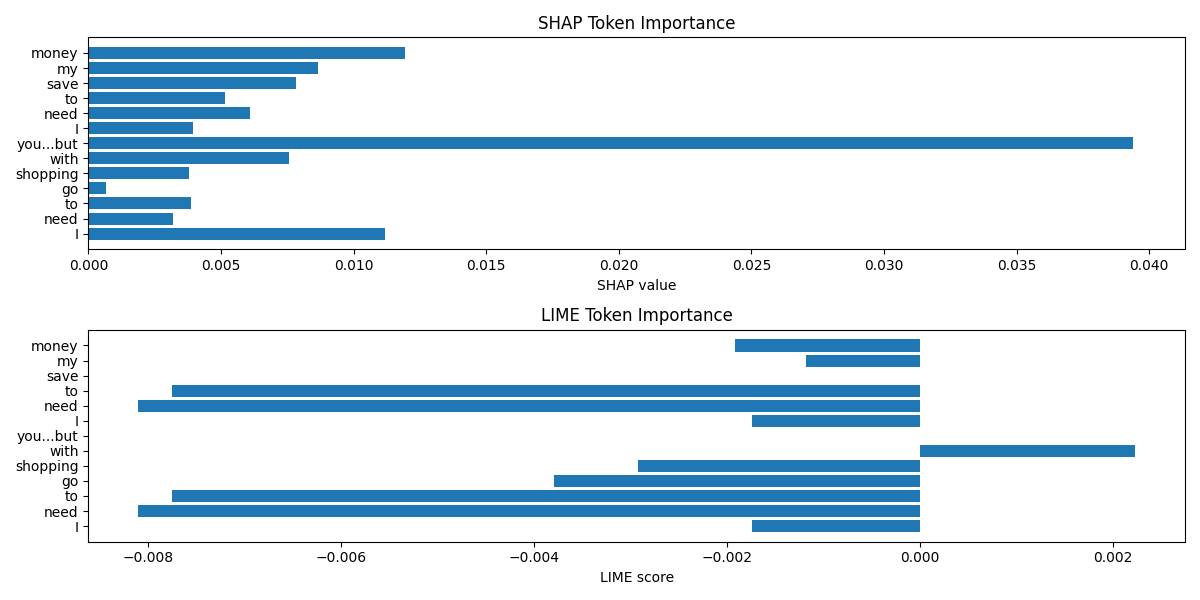 SHAP Token Importance
money
my
save
to
need
I
you...but
with
shopping
go
to
need
I
0.000 0.005 0.010 0.015 0.020 0.025 0.030 0.035 0.040
SHAP value
LIME Token Importance
money
my
save
to
need
I
you...but
with
shopping
go
to
need
I
−0.008 −0.006 −0.004 −0.002 0.000 0.002
LIME score